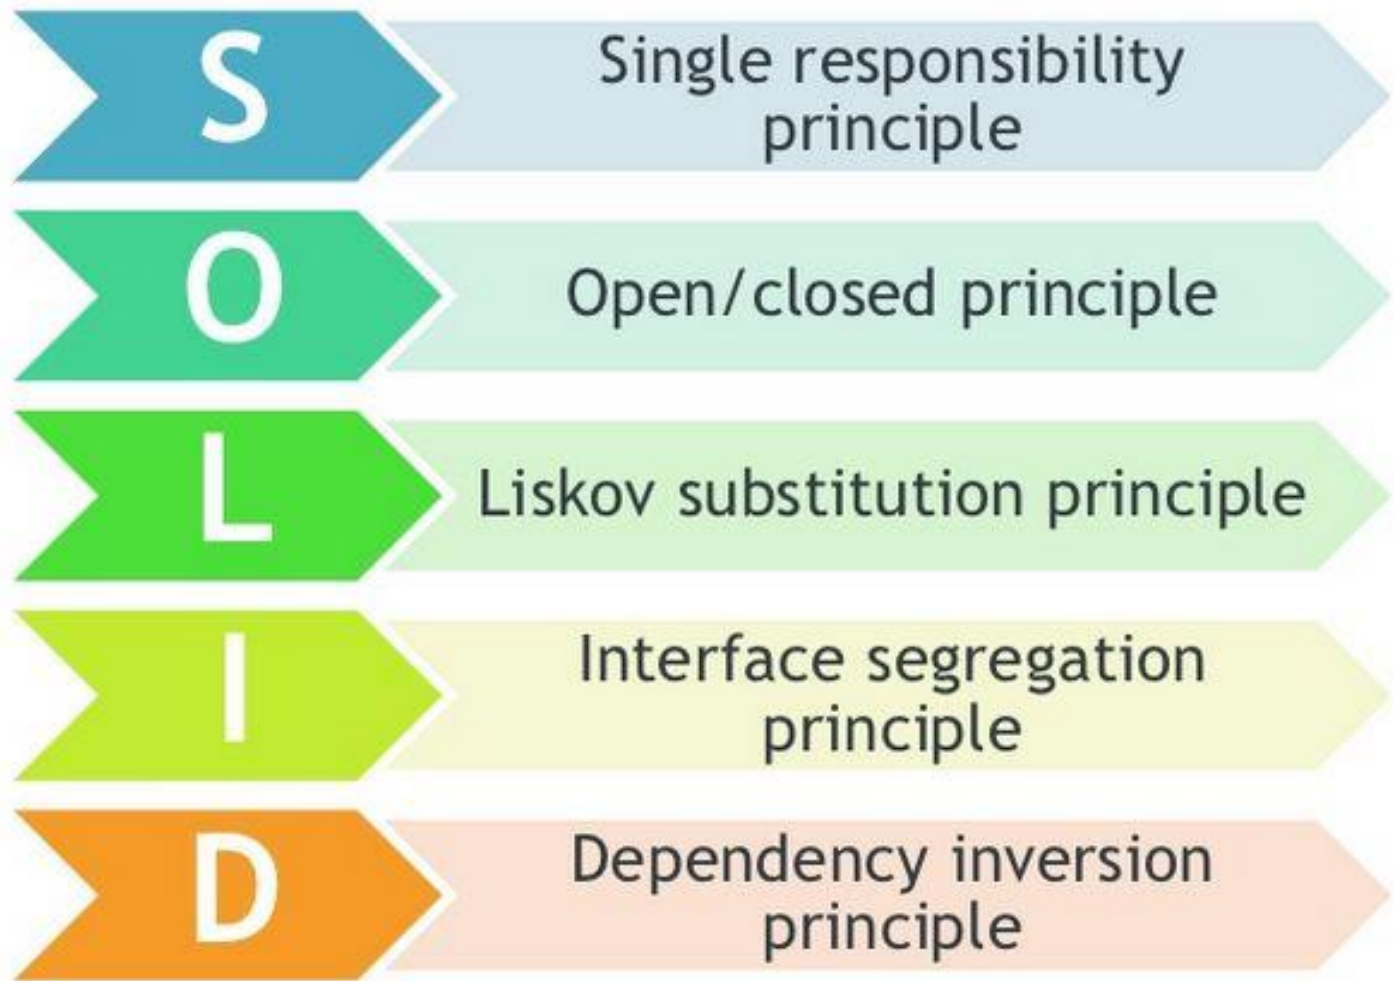 S
Single responsibility
principle
O
Open/closed principle
L
Liskov substitution principle
I
Interface segregation
principle
D
Dependency inversion
principle